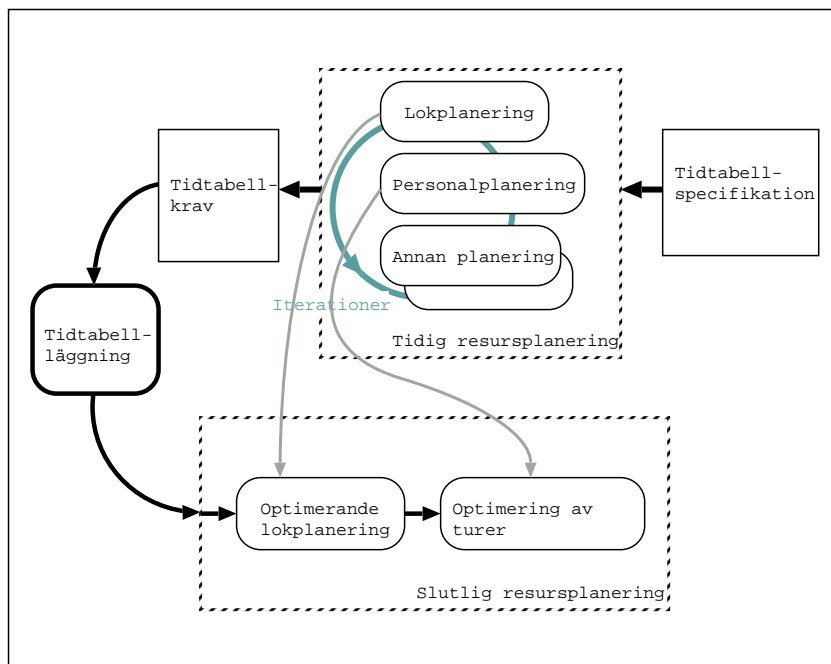 Lokplanering
Tidtabell-
krav
Personalplanering
Tidtabell-
specifikation
Annan planering
Iterationer
Tidig resursplanering
Tidtabell-
läggning
Optimerande
lokplanering
Optimering av
turer
Slutlig resursplanering